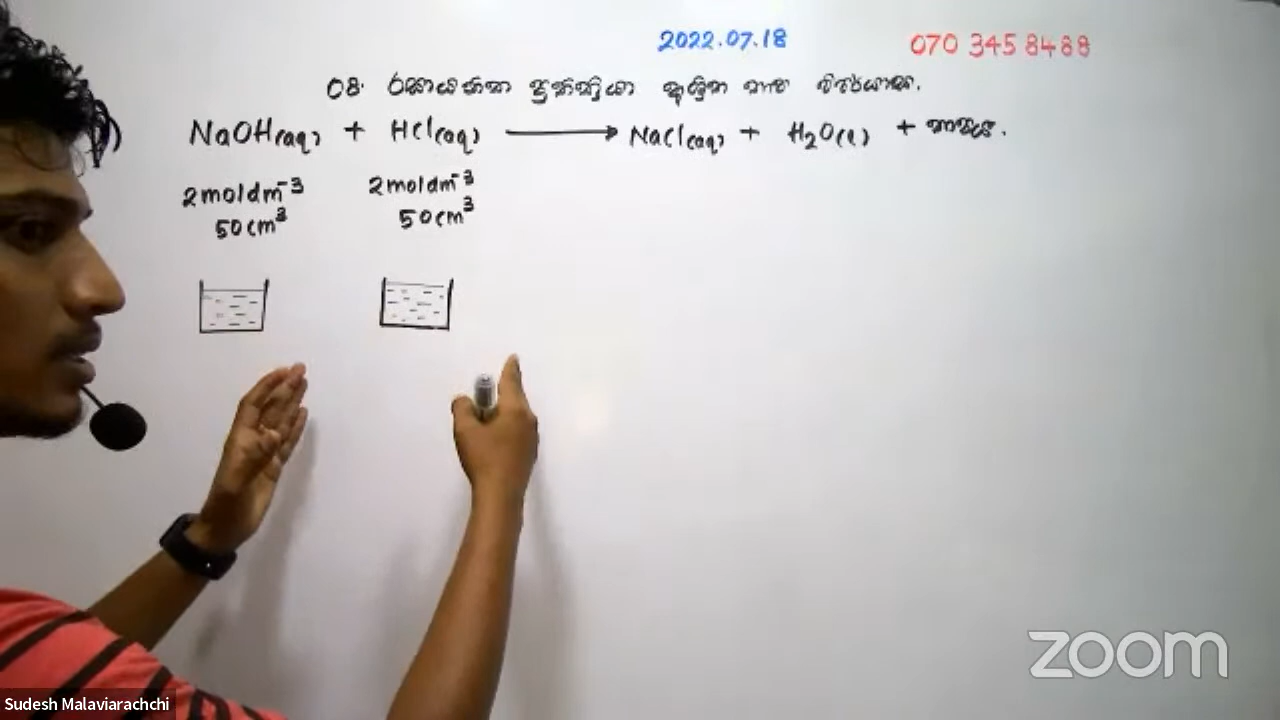 2022.07.18
070 345 8488
08. රසායනික ප්‍රතික්‍රියා ආශ්‍රිත තාප විපර්යාස.
NaOH(aq) + HCl(aq) ⟶ NaCl(aq) + H₂O(l) + තාපය.
2moldm⁻³ 2moldm⁻³
50cm³ 50cm³
zoom
Sudesh Malaviarachchi